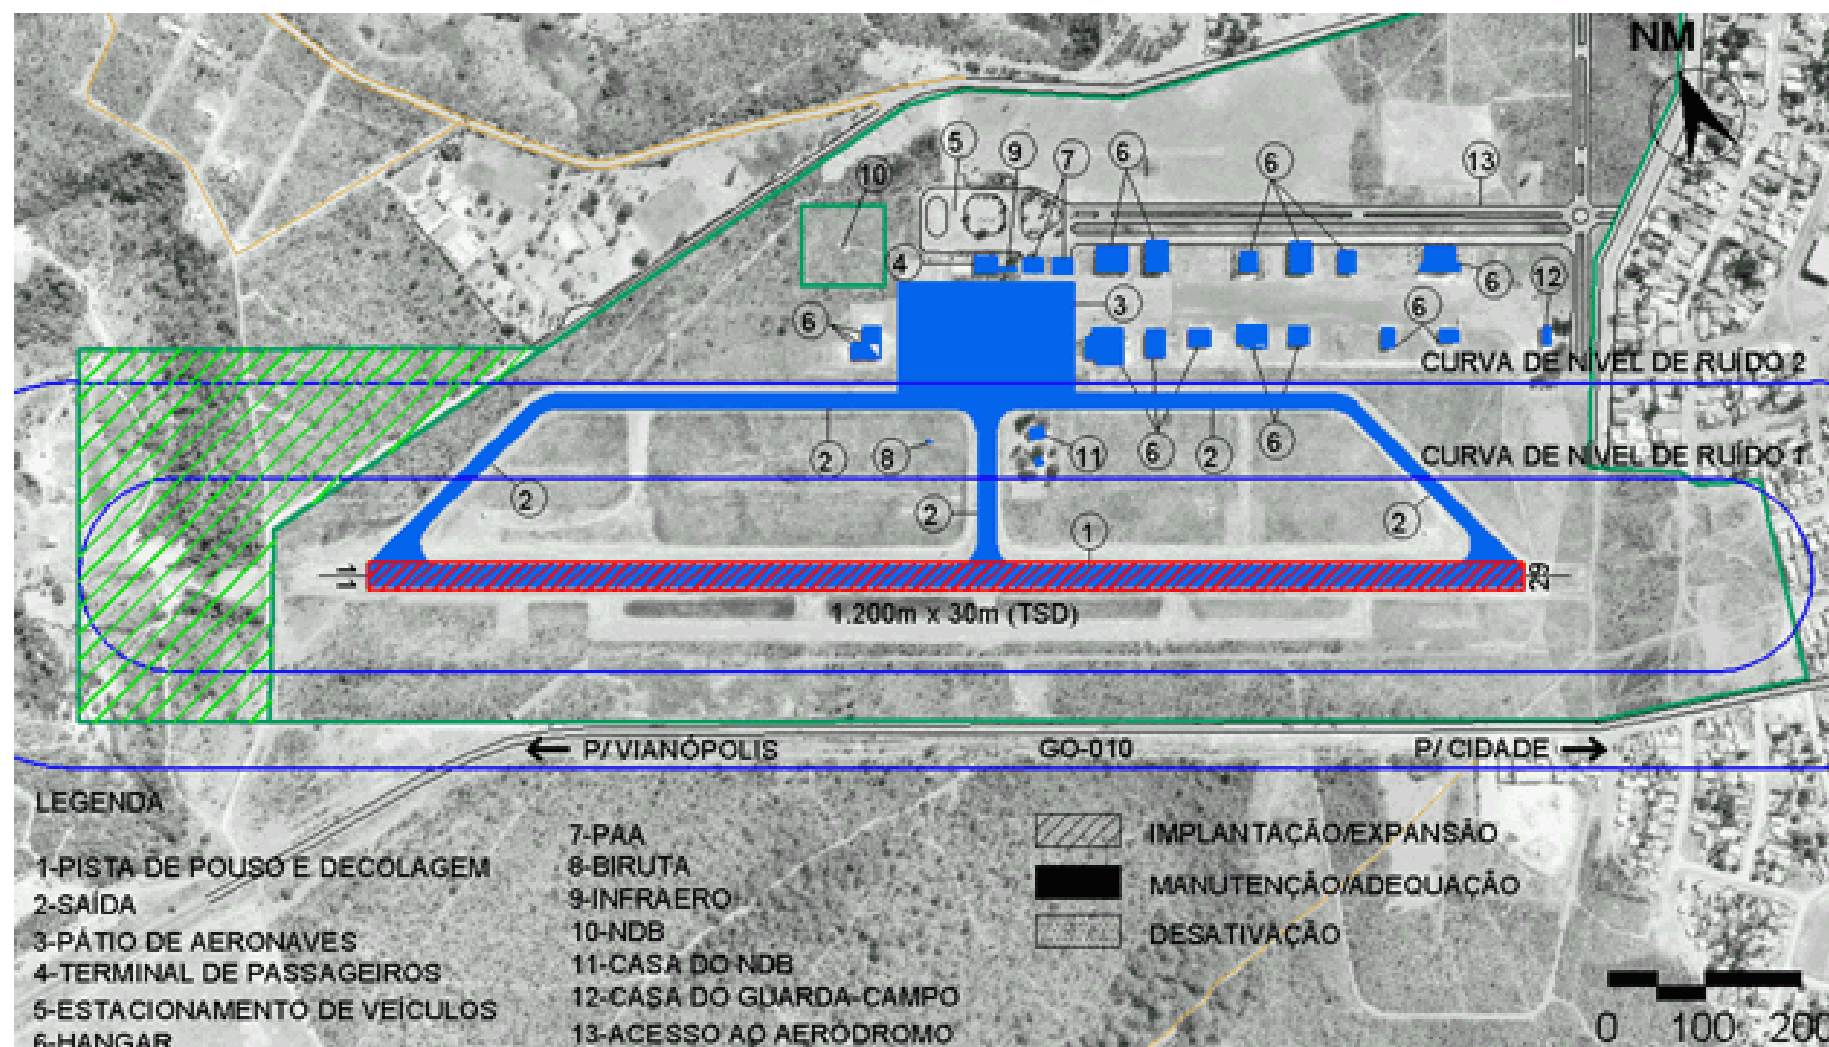 NM
5
9
7
6
6
13
10
4
3
6
12
6
6
CURVA DE NÍVEL DE RUÍDO 2
2
8
11
6
2
6
CURVA DE NÍVEL DE RUÍDO 1
2
2
1
2
11
29
1.200m x 30m (TSD)
P/ VIANÓPOLIS
GO-010
P/ CIDADE
LEGENDA
1-PISTA DE POUSO E DECOLAGEM
2-SAÍDA
3-PÁTIO DE AERONAVES
4-TERMINAL DE PASSAGEIROS
5-ESTACIONAMENTO DE VEÍCULOS
6-HANGAR
7-PAA
8-BIRUTA
9-INFRAERO
10-NDB
11-CASA DO NDB
12-CASA DO GUARDA-CAMPO
13-ACESSO AO AERÓDROMO
IMPLANTAÇÃO/EXPANSÃO
MANUTENÇÃO/ADEQUAÇÃO
DESATIVAÇÃO
0 100 200